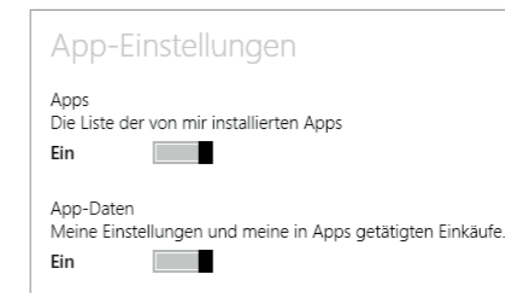 App-Einstellungen
Apps
Die Liste der von mir installierten Apps
Ein
App-Daten
Meine Einstellungen und meine in Apps getätigten Einkäufe.
Ein